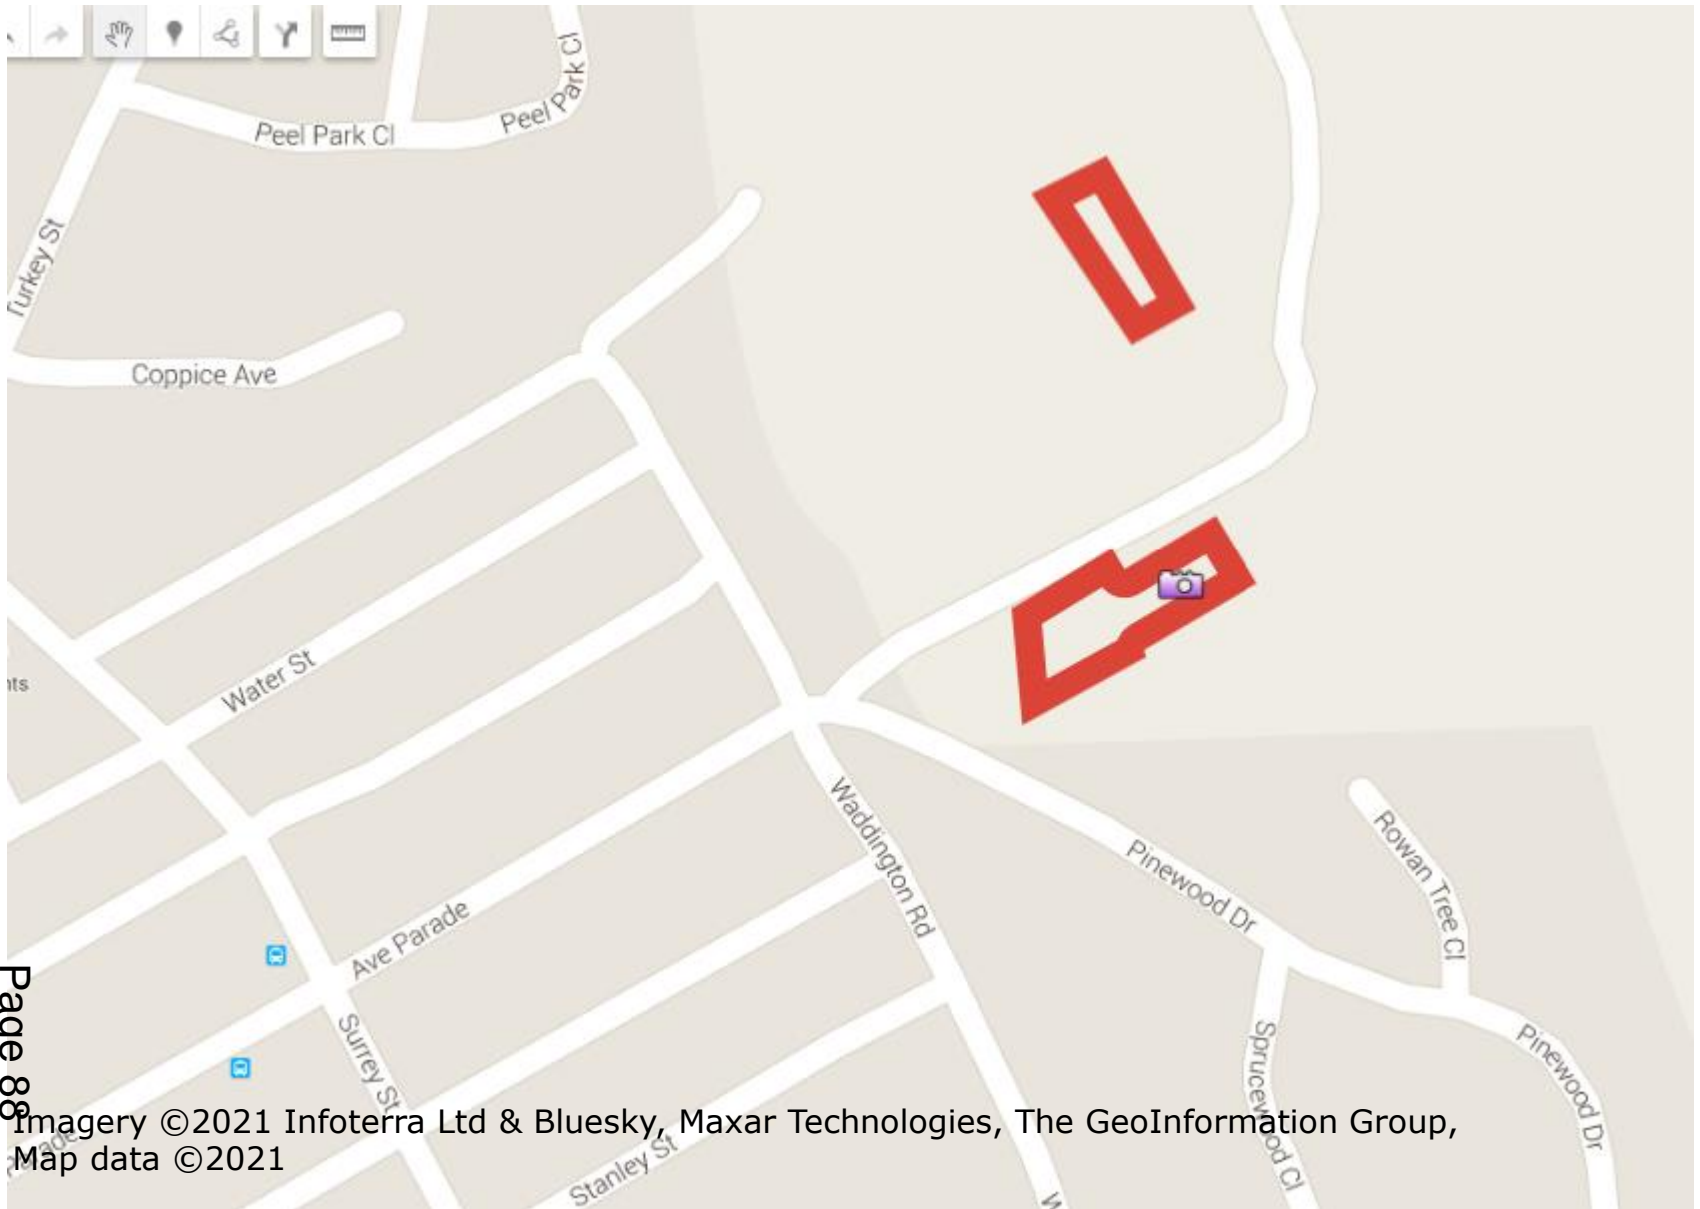 Peel Park Cl
Peel Park Cl
Turkey St
Coppice Ave
Water St
nts
Waddington Rd
Pinewood Dr
Rowan Tree Cl
Ave Parade
Surrey St
Sprucewood Cl
Pinewood Dr
Stanley St
W
Parade
Page 88
Imagery ©2021 Infoterra Ltd & Bluesky, Maxar Technologies, The GeoInformation Group,
Map data ©2021